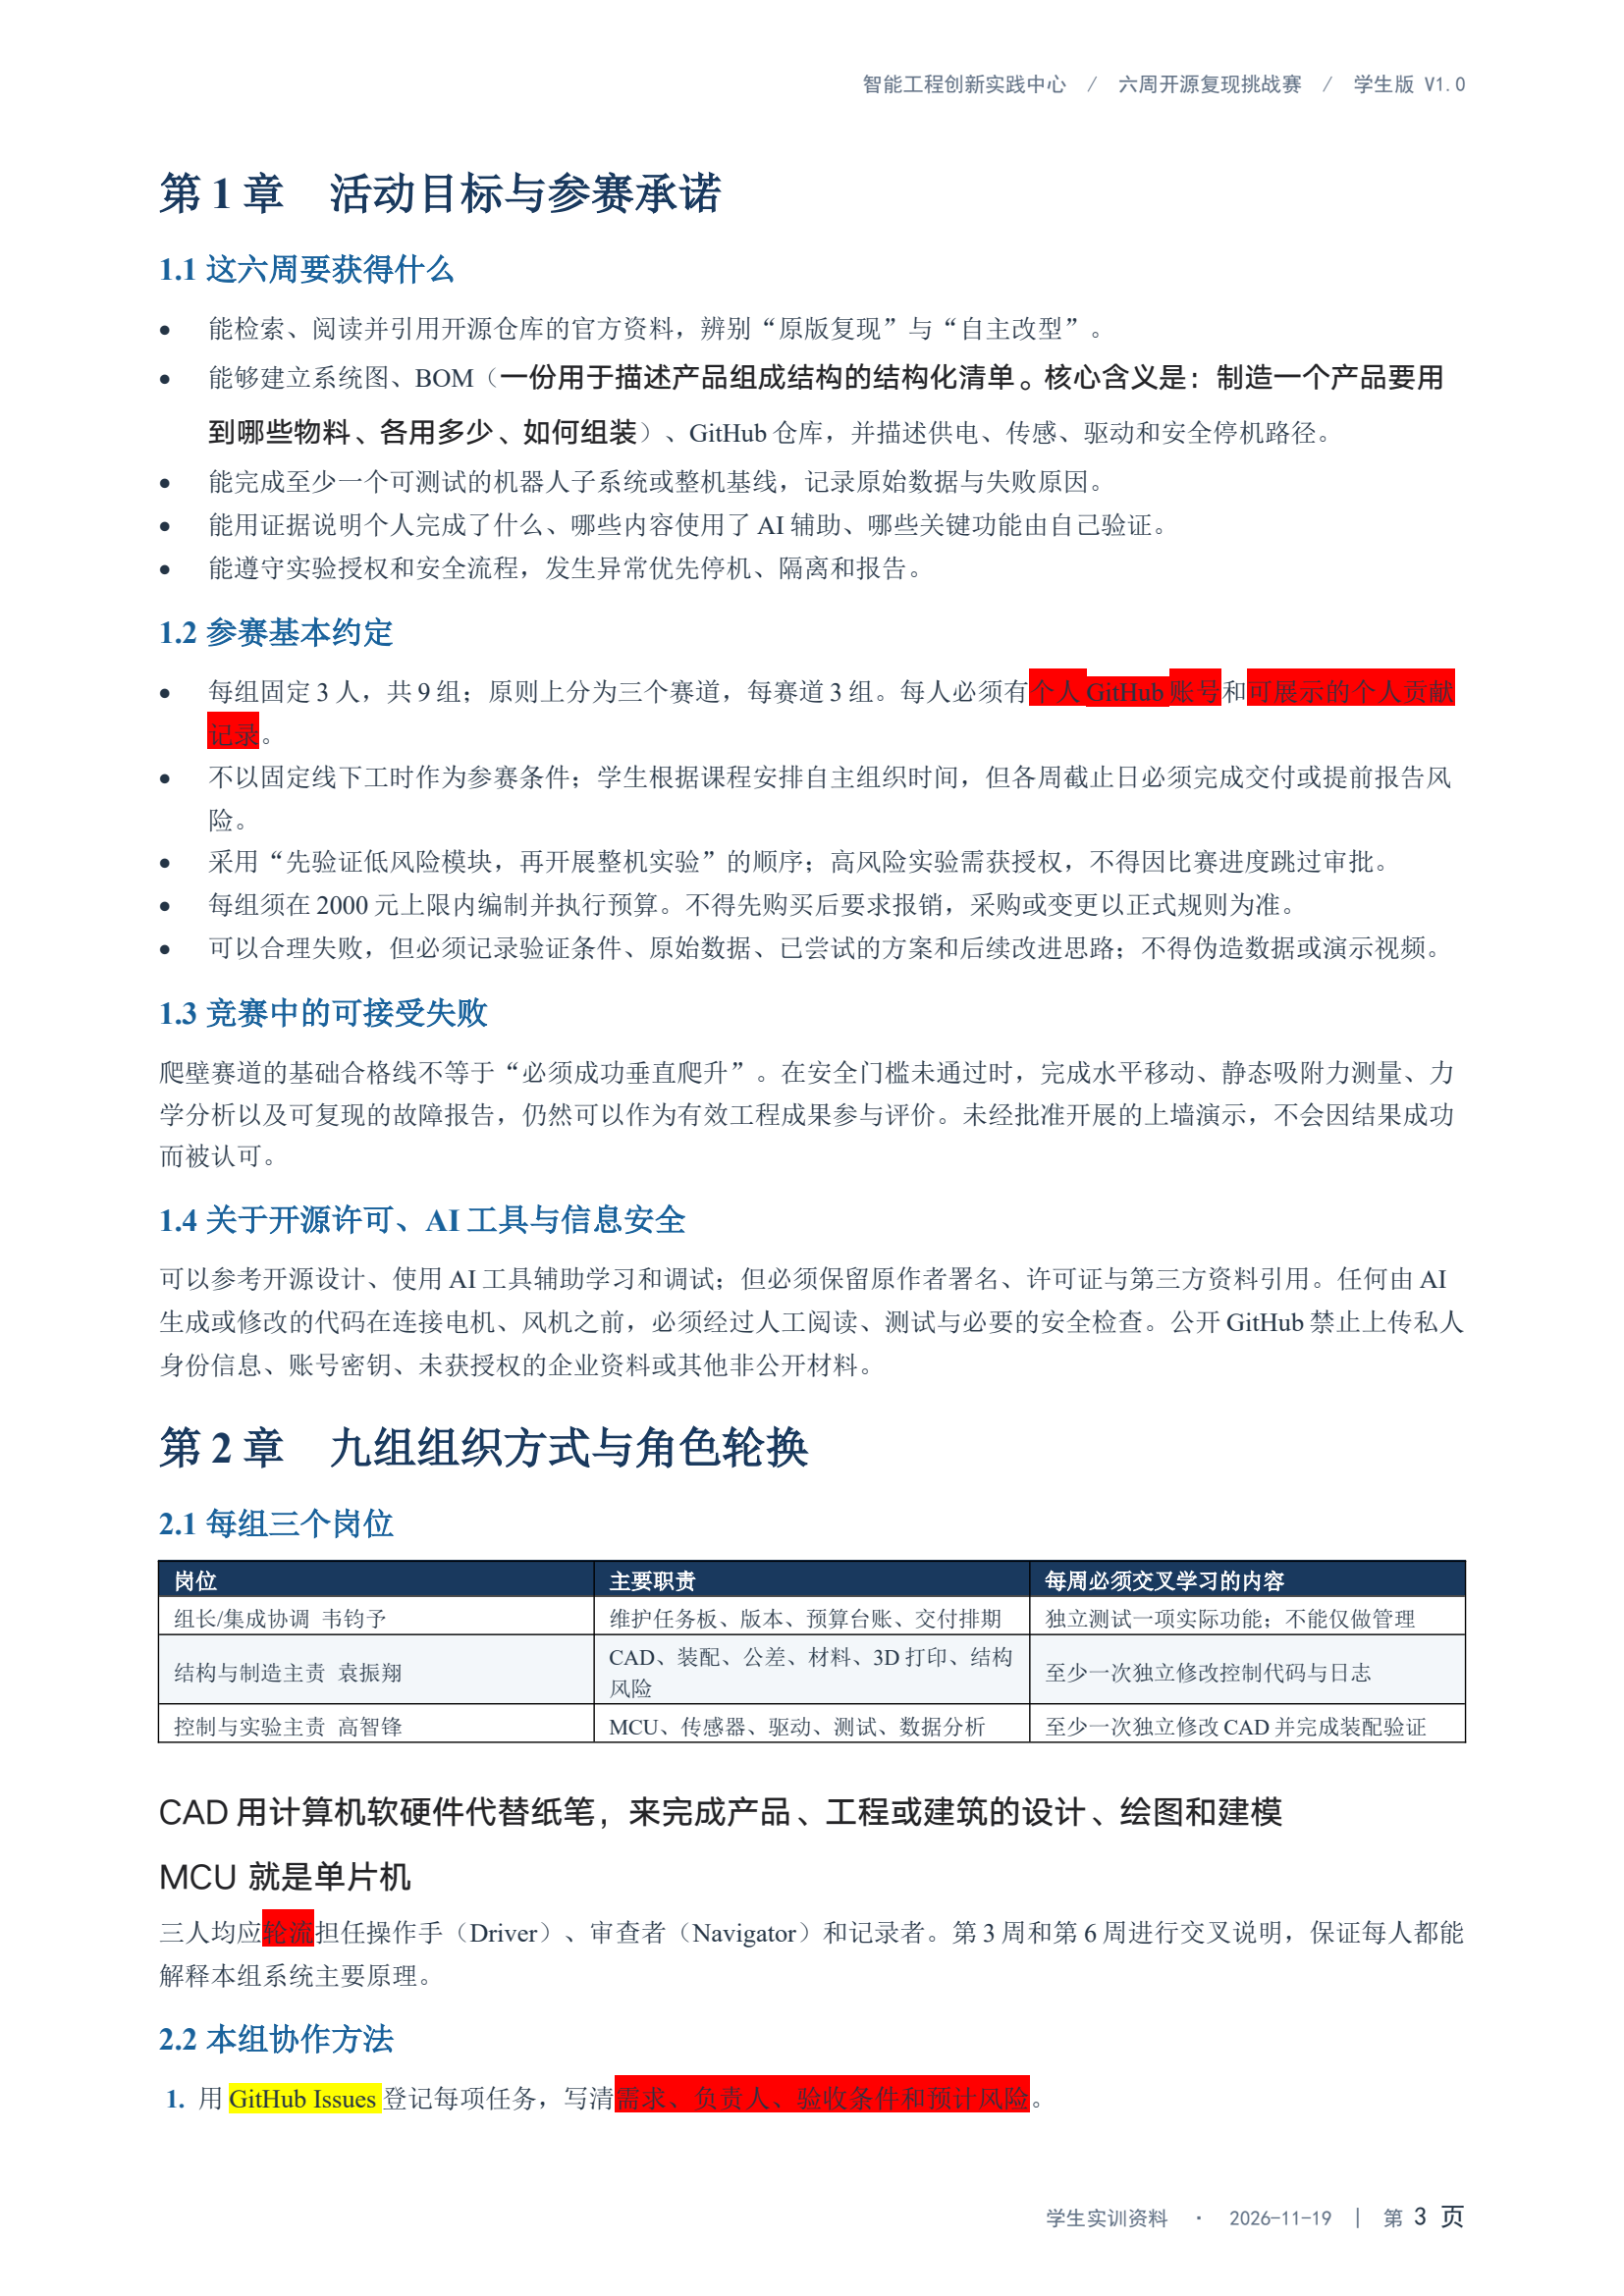 智能工程创新实践中心 / 六周开源复现挑战赛 / 学生版 V1.0
第 1 章 活动目标与参赛承诺
1.1 这六周要获得什么
• 能检索、阅读并引用开源仓库的官方资料，辨别“原版复现”与“自主改型”。
• 能够建立系统图、BOM（一份用于描述产品组成结构的结构化清单。核心含义是：制造一个产品要用
到哪些物料、各用多少、如何组装）、GitHub 仓库，并描述供电、传感、驱动和安全停机路径。
• 能完成至少一个可测试的机器人子系统或整机基线，记录原始数据与失败原因。
• 能用证据说明个人完成了什么、哪些内容使用了 AI 辅助、哪些关键功能由自己验证。
• 能遵守实验授权和安全流程，发生异常优先停机、隔离和报告。
1.2 参赛基本约定
• 每组固定 3 人，共 9 组；原则上分为三个赛道，每赛道 3 组。每人必须有个人 GitHub 账号和可展示的个人贡献
记录。
• 不以固定线下工时作为参赛条件；学生根据课程安排自主组织时间，但各周截止日必须完成交付或提前报告风
险。
• 采用“先验证低风险模块，再开展整机实验”的顺序；高风险实验需获授权，不得因比赛进度跳过审批。
• 每组须在 2000 元上限内编制并执行预算。不得先购买后要求报销，采购或变更以正式规则为准。
• 可以合理失败，但必须记录验证条件、原始数据、已尝试的方案和后续改进思路；不得伪造数据或演示视频。
1.3 竞赛中的可接受失败
爬壁赛道的基础合格线不等于“必须成功垂直爬升”。在安全门槛未通过时，完成水平移动、静态吸附力测量、力
学分析以及可复现的故障报告，仍然可以作为有效工程成果参与评价。未经批准开展的上墙演示，不会因结果成功
而被认可。
1.4 关于开源许可、AI 工具与信息安全
可以参考开源设计、使用 AI 工具辅助学习和调试；但必须保留原作者署名、许可证与第三方资料引用。任何由 AI
生成或修改的代码在连接电机、风机之前，必须经过人工阅读、测试与必要的安全检查。公开 GitHub 禁止上传私人
身份信息、账号密钥、未获授权的企业资料或其他非公开材料。
第 2 章 九组组织方式与角色轮换
2.1 每组三个岗位
岗位 主要职责 每周必须交叉学习的内容
组长/集成协调 韦钧予 维护任务板、版本、预算台账、交付排期 独立测试一项实际功能；不能仅做管理
结构与制造主责 袁振翔 CAD、装配、公差、材料、3D 打印、结构
风险 至少一次独立修改控制代码与日志
控制与实验主责 高智锋 MCU、传感器、驱动、测试、数据分析 至少一次独立修改 CAD 并完成装配验证
CAD 用计算机软硬件代替纸笔，来完成产品、工程或建筑的设计、绘图和建模
MCU 就是单片机
三人均应轮流担任操作手（Driver）、审查者（Navigator）和记录者。第 3 周和第 6 周进行交叉说明，保证每人都能
解释本组系统主要原理。
2.2 本组协作方法
1. 用 GitHub Issues 登记每项任务，写清需求、负责人、验收条件和预计风险。
学生实训资料 · 2026-11-19 | 第 3 页